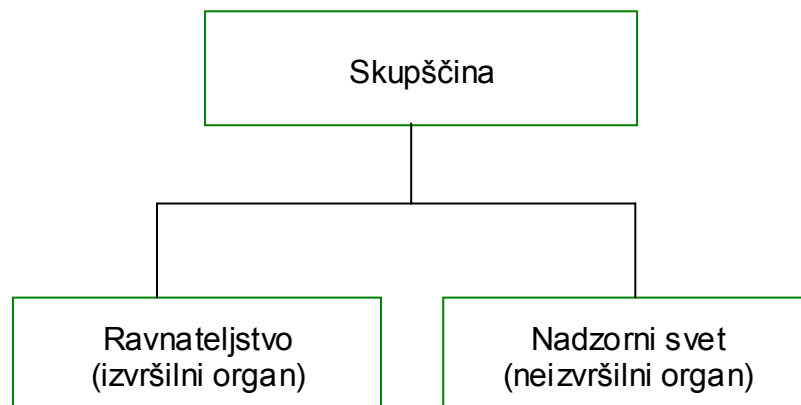 Skupščina
Ravnateljstvo
(izvršilni organ)
Nadzorni svet
(neizvršilni organ)